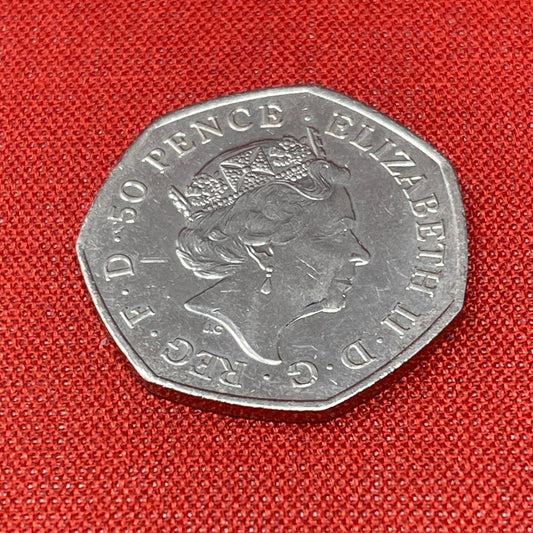 ELIZABETH II · D · G · REG · F · D · 50 PENCE ·
J.C